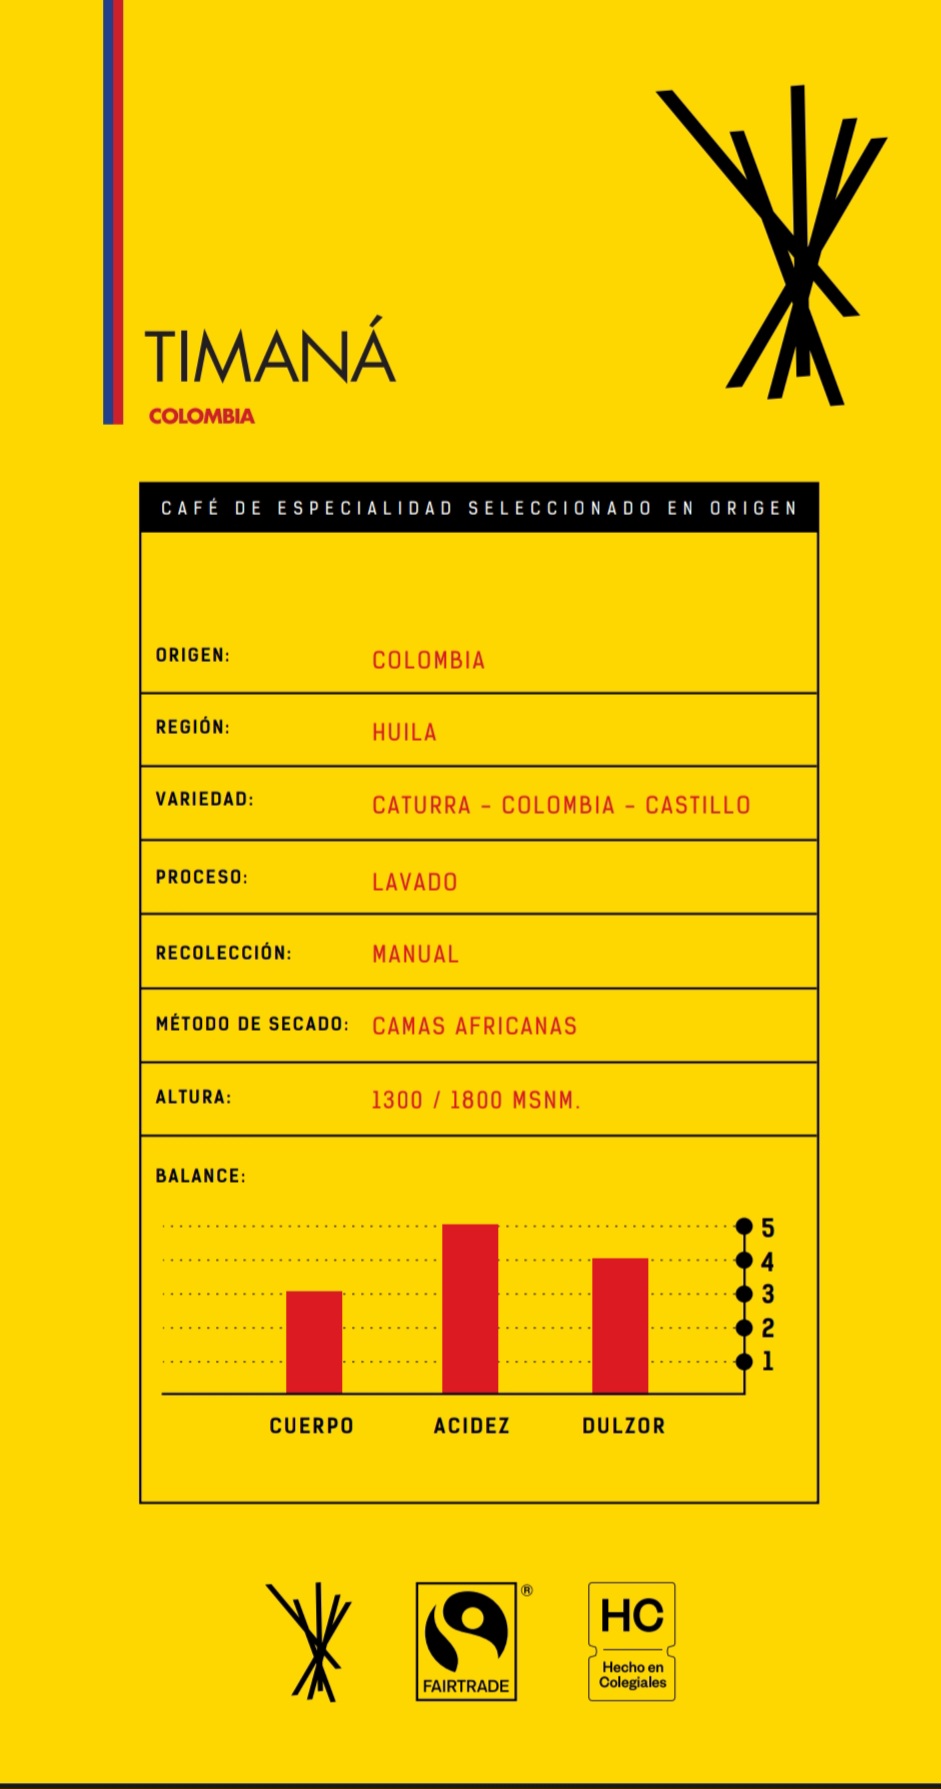 TIMANÁ
COLOMBIA
CAFÉ DE ESPECIALIDAD SELECCIONADO EN ORIGEN
ORIGEN: COLOMBIA
REGIÓN: HUILA
VARIEDAD: CATURRA - COLOMBIA - CASTILLO
PROCESO: LAVADO
RECOLECCIÓN: MANUAL
MÉTODO DE SECADO: CAMAS AFRICANAS
ALTURA: 1300 / 1800 MSNM.
BALANCE:
5
4
3
2
1
CUERPO ACIDEZ DULZOR
FAIRTRADE ®
HC
Hecho en
Colegiales